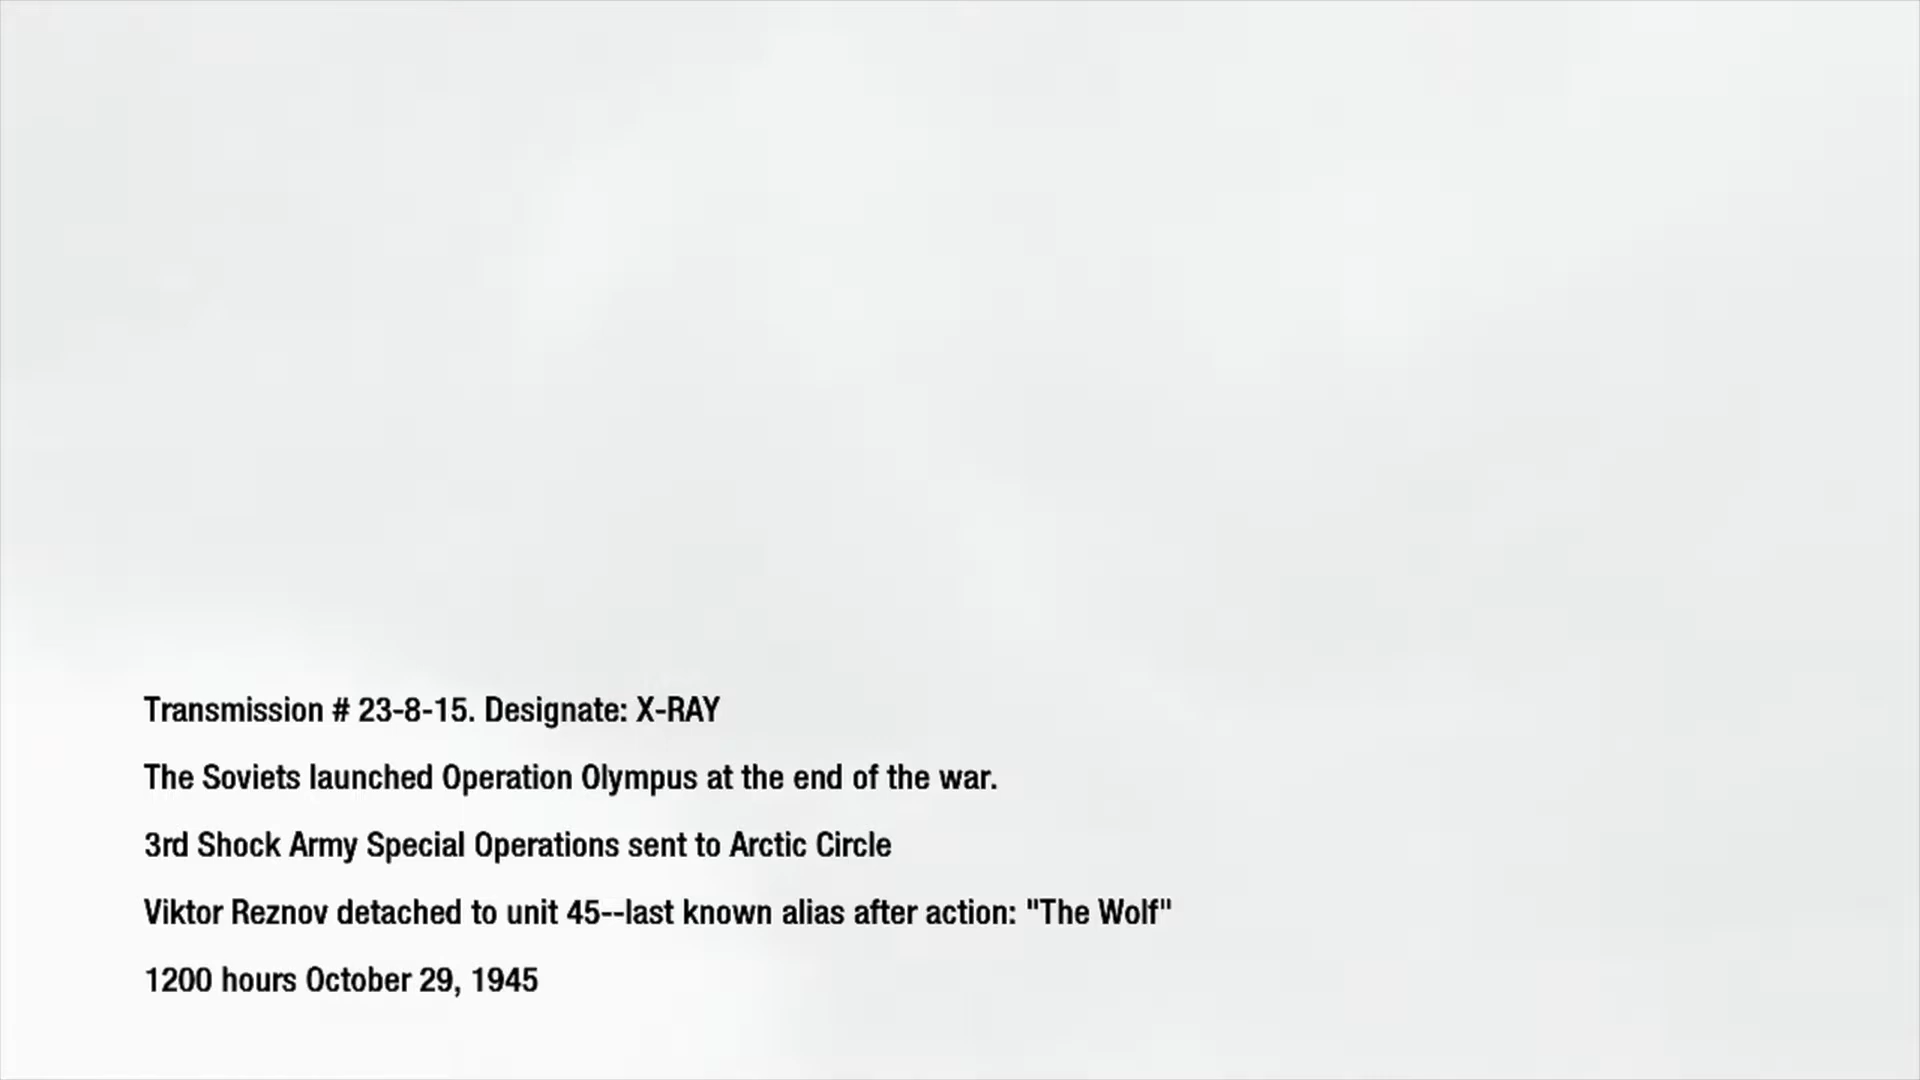 Transmission # 23-8-15. Designate: X-RAY
The Soviets launched Operation Olympus at the end of the war.
3rd Shock Army Special Operations sent to Arctic Circle
Viktor Reznov detached to unit 45--last known alias after action: "The Wolf"
1200 hours October 29, 1945